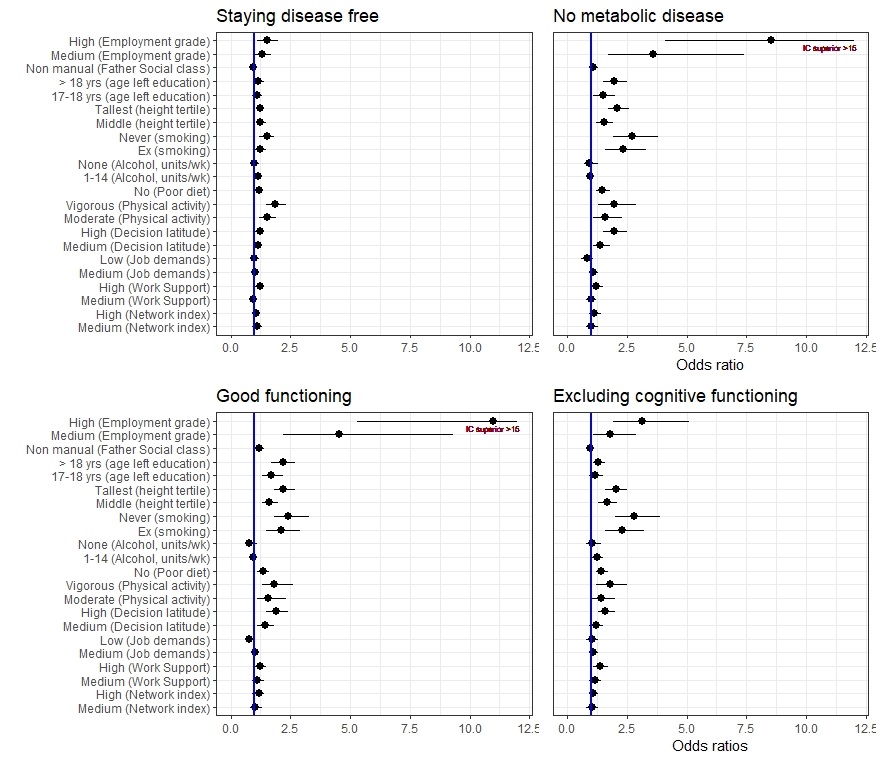 Staying disease free
No metabolic disease
High (Employment grade)
Medium (Employment grade)
Non manual (Father Social class)
> 18 yrs (age left education)
17-18 yrs (age left education)
Tallest (height tertile)
Middle (height tertile)
Never (smoking)
Ex (smoking)
None (Alcohol, units/wk)
1-14 (Alcohol, units/wk)
No (Poor diet)
Vigorous (Physical activity)
Moderate (Physical activity)
High (Decision latitude)
Medium (Decision latitude)
Low (Job demands)
Medium (Job demands)
High (Work Support)
Medium (Work Support)
High (Network index)
Medium (Network index)
0.0 2.5 5.0 7.5 10.0 12.5
IC superior >15
0.0 2.5 5.0 7.5 10.0 12.5
Odds ratio
Good functioning
Excluding cognitive functioning
High (Employment grade)
Medium (Employment grade)
Non manual (Father Social class)
> 18 yrs (age left education)
17-18 yrs (age left education)
Tallest (height tertile)
Middle (height tertile)
Never (smoking)
Ex (smoking)
None (Alcohol, units/wk)
1-14 (Alcohol, units/wk)
No (Poor diet)
Vigorous (Physical activity)
Moderate (Physical activity)
High (Decision latitude)
Medium (Decision latitude)
Low (Job demands)
Medium (Job demands)
High (Work Support)
Medium (Work Support)
High (Network index)
Medium (Network index)
IC superior >15
0.0 2.5 5.0 7.5 10.0 12.5
0.0 2.5 5.0 7.5 10.0 12.5
Odds ratios